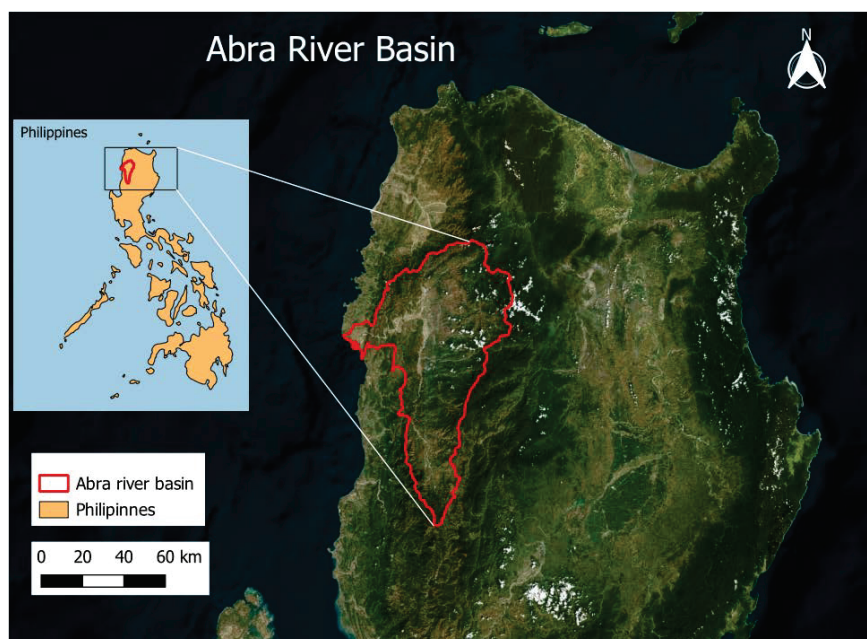 Abra River Basin
N
Philippines
Abra river basin
Philipinnes
0 20 40 60 km